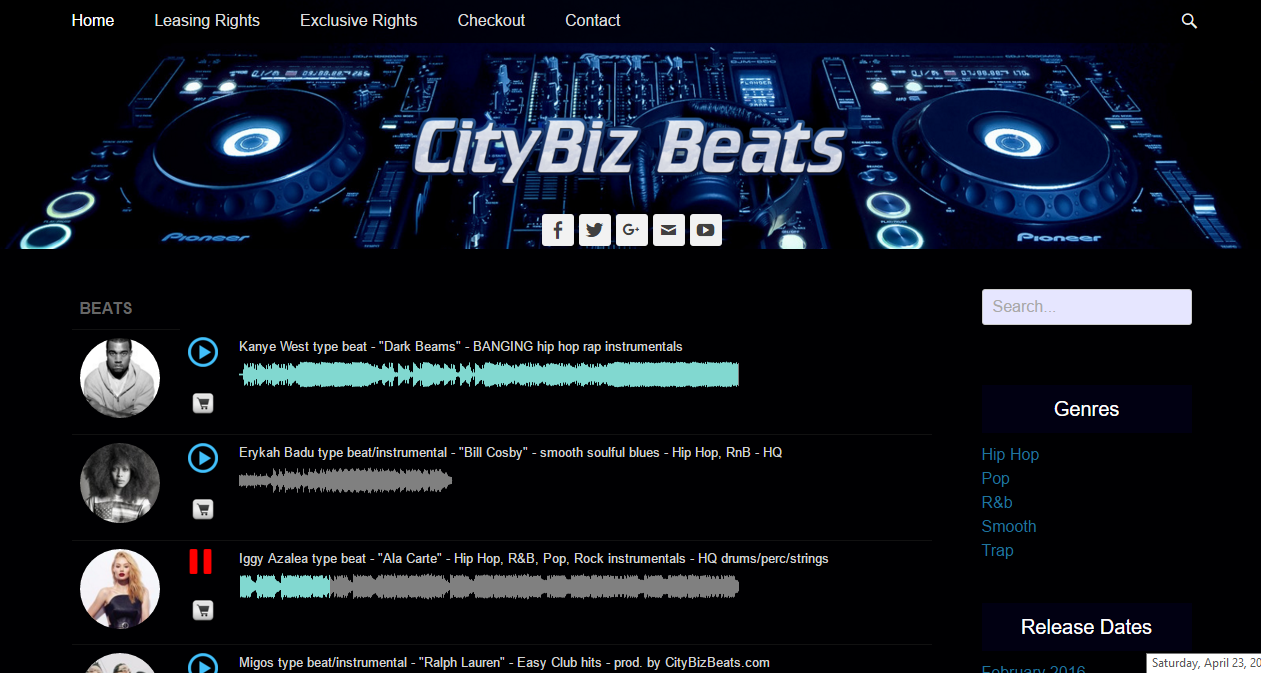 Home Leasing Rights Exclusive Rights Checkout Contact
CityBiz Beats
Pioneer Pioneer
BEATS
Search...
Kanye West type beat - "Dark Beams" - BANGING hip hop rap instrumentals
Genres
Erykah Badu type beat/instrumental - "Bill Cosby" - smooth soulful blues - Hip Hop, RnB - HQ
Hip Hop
Pop
R&b
Smooth
Trap
Iggy Azalea type beat - "Ala Carte" - Hip Hop, R&B, Pop, Rock instrumentals - HQ drums/perc/strings
Release Dates
Migos type beat/instrumental - "Ralph Lauren" - Easy Club hits - prod. by CityBizBeats.com
February 2016
Saturday, April 23, 20